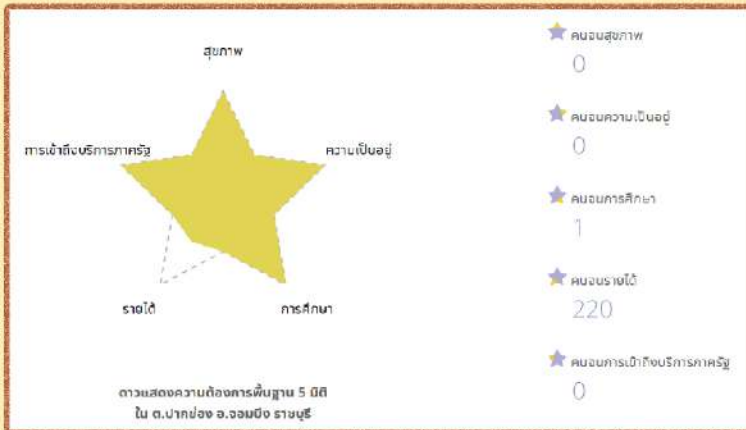 สุขภาพ
การเข้าถึงบริการภาครัฐ
ความเป็นอยู่
รายได้
การศึกษา
ดาวแสดงความต้องการพื้นฐาน 5 มิติ
ใน ต.ปากช่อง อ.จอมบึง ราชบุรี
คนจนสุขภาพ
0
คนจนความเป็นอยู่
0
คนจนการศึกษา
1
คนจนรายได้
220
คนจนการเข้าถึงบริการภาครัฐ
0